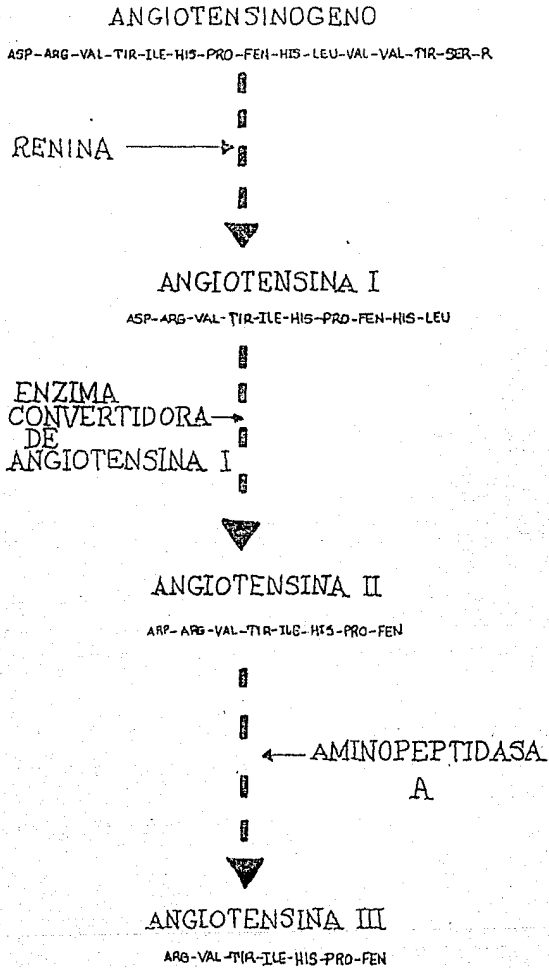 ANGIOTENSINOGENO
ASP-ARG-VAL-TIR-ILE-HIS-PRO-FEN-HIS-LEU-VAL-VAL-TIR-SER-R
RENINA
ANGIOTENSINA I
ASP-ARG-VAL-TIR-ILE-HIS-PRO-FEN-HIS-LEU
ENZIMA
CONVERTIDORA
DE
ANGIOTENSINA I
ANGIOTENSINA II
ARP-ARG-VAL-TIR-ILE-HIS-PRO-FEN
AMINOPEPTIDASA
A
ANGIOTENSINA III
ARG-VAL-TIR-ILE-HIS-PRO-FEN